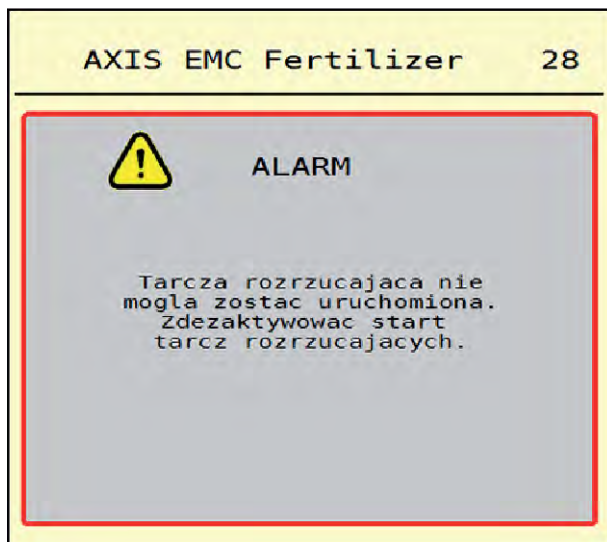 AXIS EMC Fertilizer 28
ALARM
Tarcza rozrzucajaca nie
mogla zostac uruchomiona.
Zdezaktywowac start
tarcz rozrzucajacych.